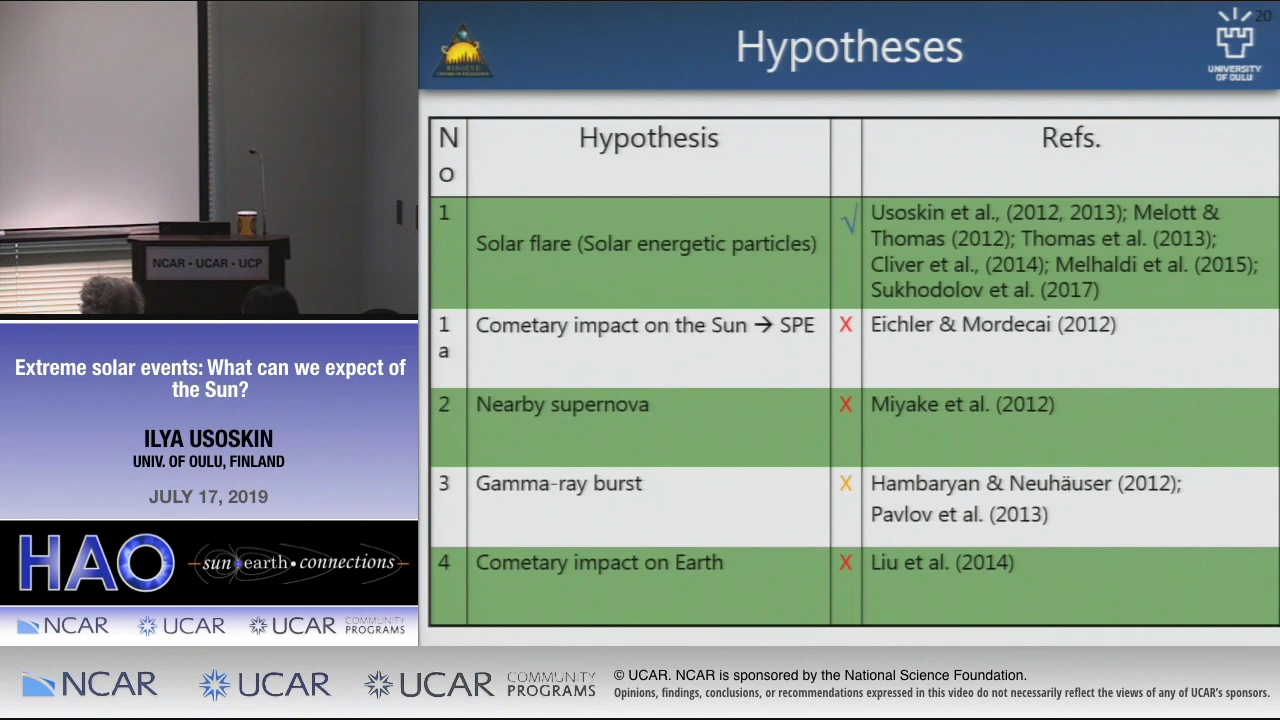 20
Hypotheses
RESOLVE
UNIVERSITY
OF OULU
N
o
Hypothesis
Refs.
1
Solar flare (Solar energetic particles)
√
Usoskin et al., (2012, 2013); Melott &
Thomas (2012); Thomas et al. (2013);
Cliver et al., (2014); Melhaldi et al. (2015);
Sukhodolov et al. (2017)
1
a
Cometary impact on the Sun → SPE
X
Eichler & Mordecai (2012)
2
Nearby supernova
X
Miyake et al. (2012)
3
Gamma-ray burst
X
Hambaryan & Neuhäuser (2012);
Pavlov et al. (2013)
4
Cometary impact on Earth
X
Liu et al. (2014)
NCAR • UCAR • UCP
Extreme solar events: What can we expect of
the Sun?
ILYA USOSKIN
UNIV. OF OULU, FINLAND
JULY 17, 2019
HAO
sun • earth • connections
NCAR
UCAR
UCAR
COMMUNITY
PROGRAMS
NCAR
UCAR
UCAR
COMMUNITY
PROGRAMS
© UCAR. NCAR is sponsored by the National Science Foundation.
Opinions, findings, conclusions, or recommendations expressed in this video do not necessarily reflect the views of any of UCAR's sponsors.